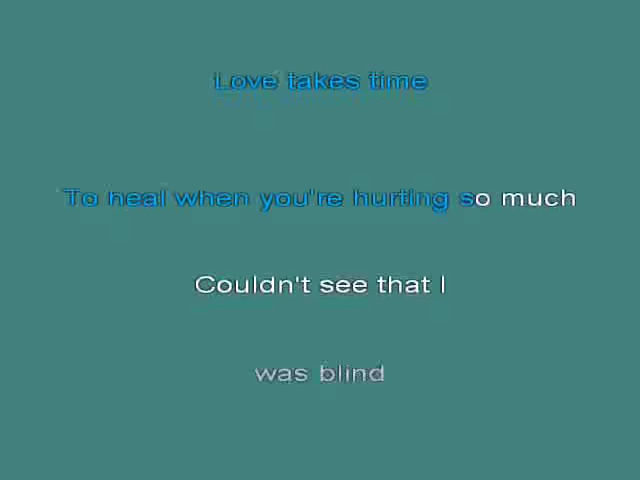 Love takes time
To heal when you're hurting so much
Couldn't see that I
was blind